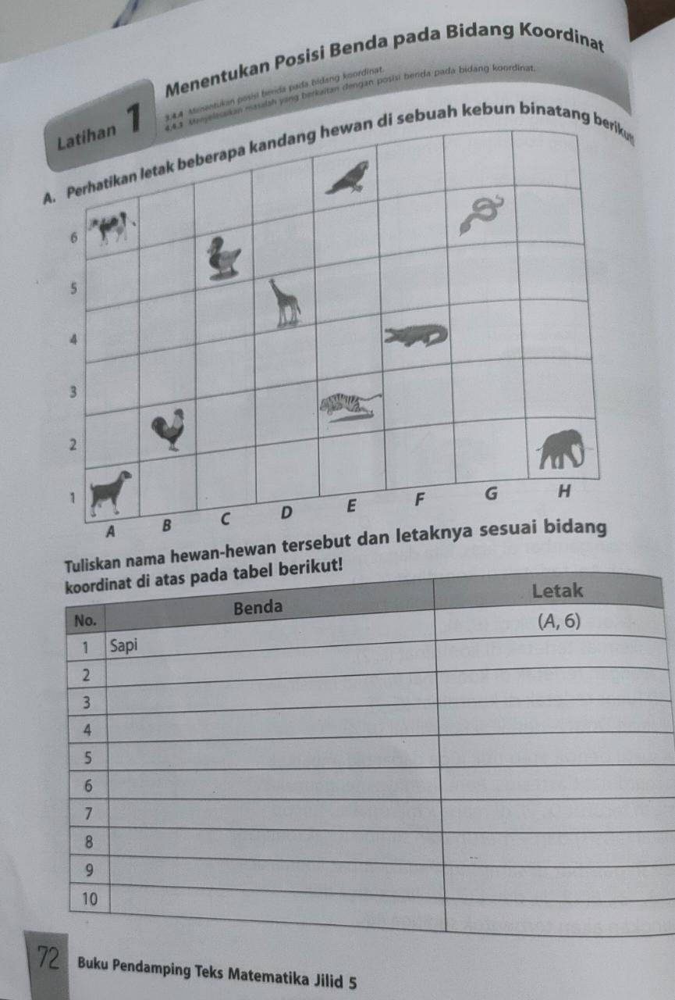 Latihan 1
Menentukan Posisi Benda pada Bidang Koordinat
3.4.4 Menentukan posisi benda pada bidang koordinat.
4.4.3 Menyelesaikan masalah yang berkaitan dengan posisi benda pada bidang koordinat.
A. Perhatikan letak beberapa kandang hewan di sebuah kebun binatang berikut!
6
5
4
3
2
1
A B C D E F G H
Tuliskan nama hewan-hewan tersebut dan letaknya sesuai bidang
koordinat di atas pada tabel berikut!
No. Benda Letak
1 Sapi (A, 6)
2
3
4
5
6
7
8
9
10
72 Buku Pendamping Teks Matematika Jilid 5